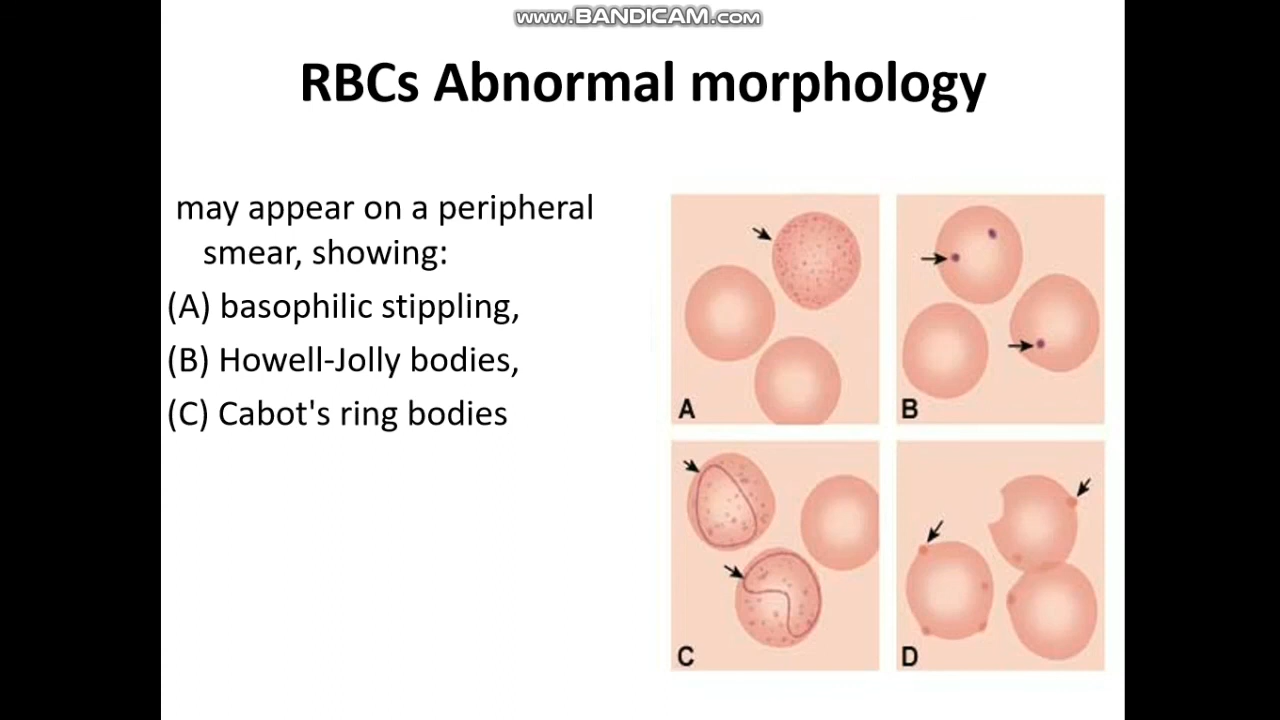 www.BANDICAM.com
RBCs Abnormal morphology
may appear on a peripheral
smear, showing:
(A) basophilic stippling,
(B) Howell-Jolly bodies,
(C) Cabot's ring bodies
A
B
C
D